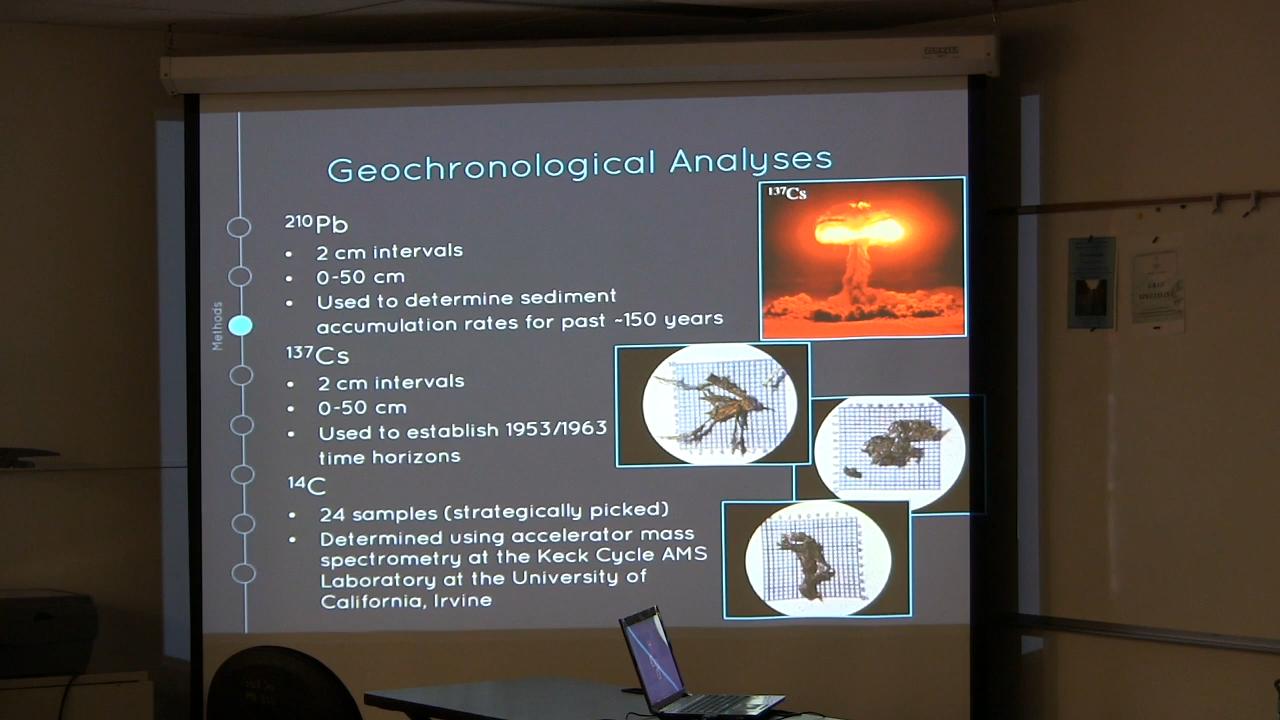 Geochronological Analyses
137Cs
210Pb
• 2 cm intervals
• 0-50 cm
• Used to determine sediment
accumulation rates for past ~150 years
Methods
137Cs
• 2 cm intervals
• 0-50 cm
• Used to establish 1953/1963
time horizons
14C
• 24 samples (strategically picked)
• Determined using accelerator mass
spectrometry at the Keck Cycle AMS
Laboratory at the University of
California, Irvine